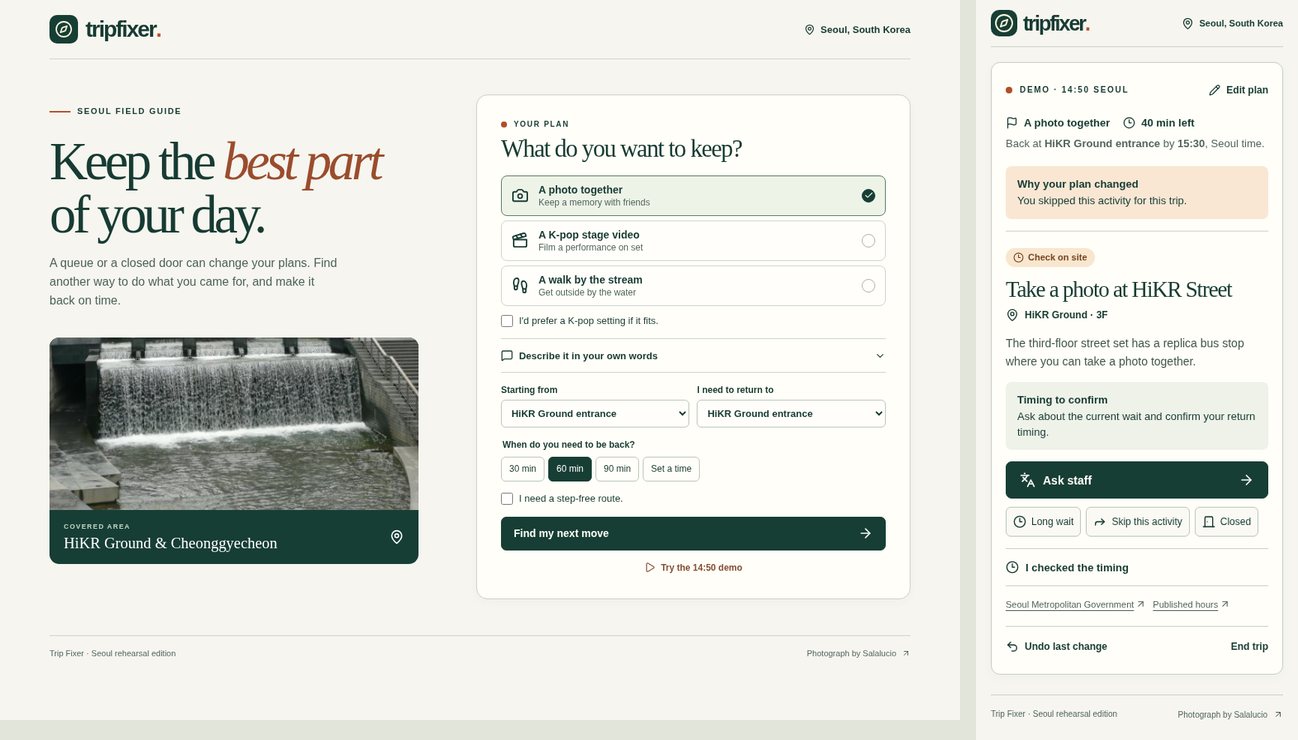 tripfixer.
Seoul, South Korea
SEOUL FIELD GUIDE
Keep the best part
of your day.
A queue or a closed door can change your plans. Find
another way to do what you came for, and make it
back on time.
COVERED AREA
HiKR Ground & Cheonggyecheon
YOUR PLAN
What do you want to keep?
A photo together
Keep a memory with friends
A K-pop stage video
Film a performance on set
A walk by the stream
Get outside by the water
I'd prefer a K-pop setting if it fits.
Describe it in your own words
Starting from
I need to return to
HiKR Ground entrance
HiKR Ground entrance
When do you need to be back?
30 min
60 min
90 min
Set a time
I need a step-free route.
Find my next move
Try the 14:50 demo
Trip Fixer · Seoul rehearsal edition
Photograph by Salalucio
tripfixer.
Seoul, South Korea
DEMO · 14:50 SEOUL
Edit plan
A photo together
40 min left
Back at HiKR Ground entrance by 15:30, Seoul time.
Why your plan changed
You skipped this activity for this trip.
Check on site
Take a photo at HiKR Street
HiKR Ground · 3F
The third-floor street set has a replica bus stop
where you can take a photo together.
Timing to confirm
Ask about the current wait and confirm your return
timing.
Ask staff
Long wait
Skip this activity
Closed
I checked the timing
Seoul Metropolitan Government
Published hours
Undo last change
End trip
Trip Fixer · Seoul rehearsal edition
Photograph by Salalucio